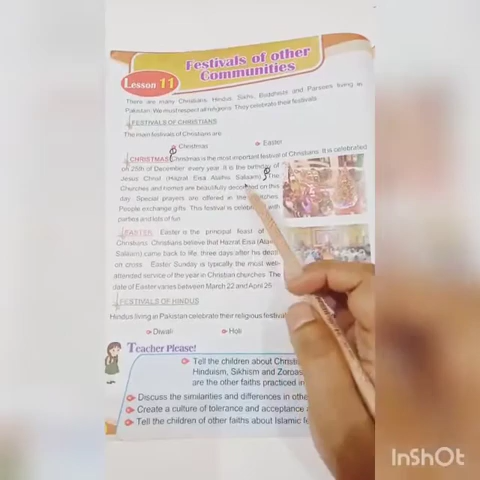 Festivals of other
Communities
Lesson 11
There are many Christians, Hindus, Sikhs, Buddhists and Parsees living in
Pakistan. We must respect all religions. They celebrate their festivals.
FESTIVALS OF CHRISTIANS
The main festivals of Christians are
Christmas
Easter
CHRISTMAS Christmas is the most important festival of Christians. It is celebrated
on 25th of December every year. It is the birthday of
Jesus Christ (Hazrat Eisa Alaihis Salaam). The
Churches and homes are beautifully decorated on this
day. Special prayers are offered in the
People exchange gifts. This festival is celebrated with
parties and lots of fun
EASTER Easter is the principal feast of
Christians. Christians believe that Hazrat Eisa
Salaam) came back to life, three days after his death
on cross. Easter Sunday is typically the most well-
attended service of the year in Christian churches. The
date of Easter varies between March 22 and April 25
FESTIVALS OF HINDUS
Hindus living in Pakistan celebrate their religious
Diwali
Holi
Teacher Please!
Tell the children about
Hinduism, Sikhism and
are the other faiths practiced in
Discuss the similarities and differences in
Create a culture of tolerance and acceptance
Tell the children of other faiths about Islamic
InShOt